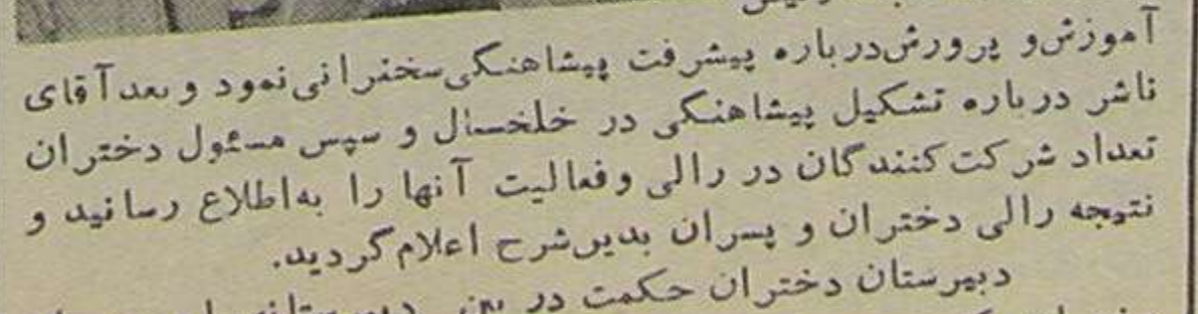 آموزش و پرورش درباره پیشرفت پیشاهنگی سخنرانی نمود و بعد آقای
ناشر درباره تشکیل پیشاهنگی در خلخال و سپس مسئول دختران
تعداد شرکت کنندگان در رالی و فعالیت آنها را به اطلاع رسانید و
نتیجه رالی دختران و پسران بدین شرح اعلام گردید.
دبیرستان دختران حکمت در بین